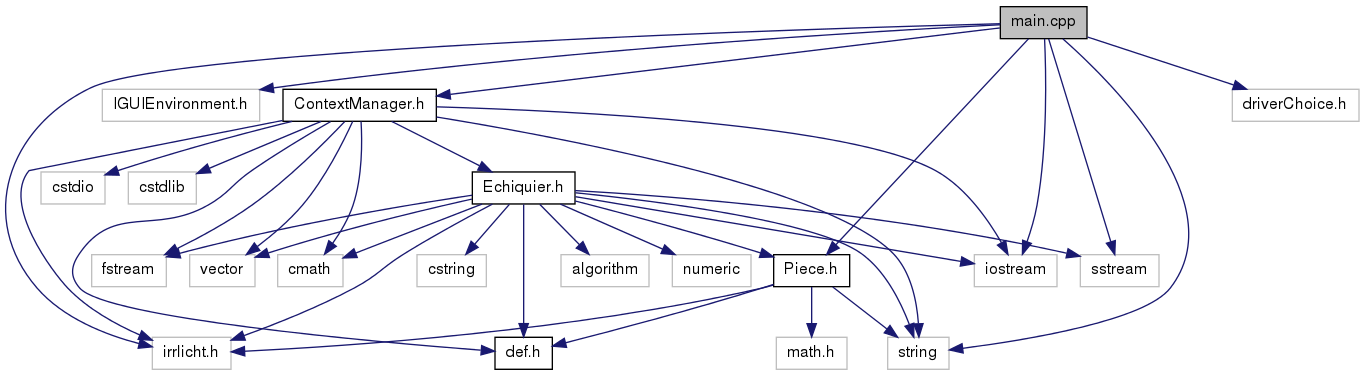 main.cpp
IGUIEnvironment.h
ContextManager.h
driverChoice.h
cstdio
cstdlib
Echiquier.h
fstream
vector
cmath
cstring
algorithm
numeric
Piece.h
iostream
sstream
irrlicht.h
def.h
math.h
string